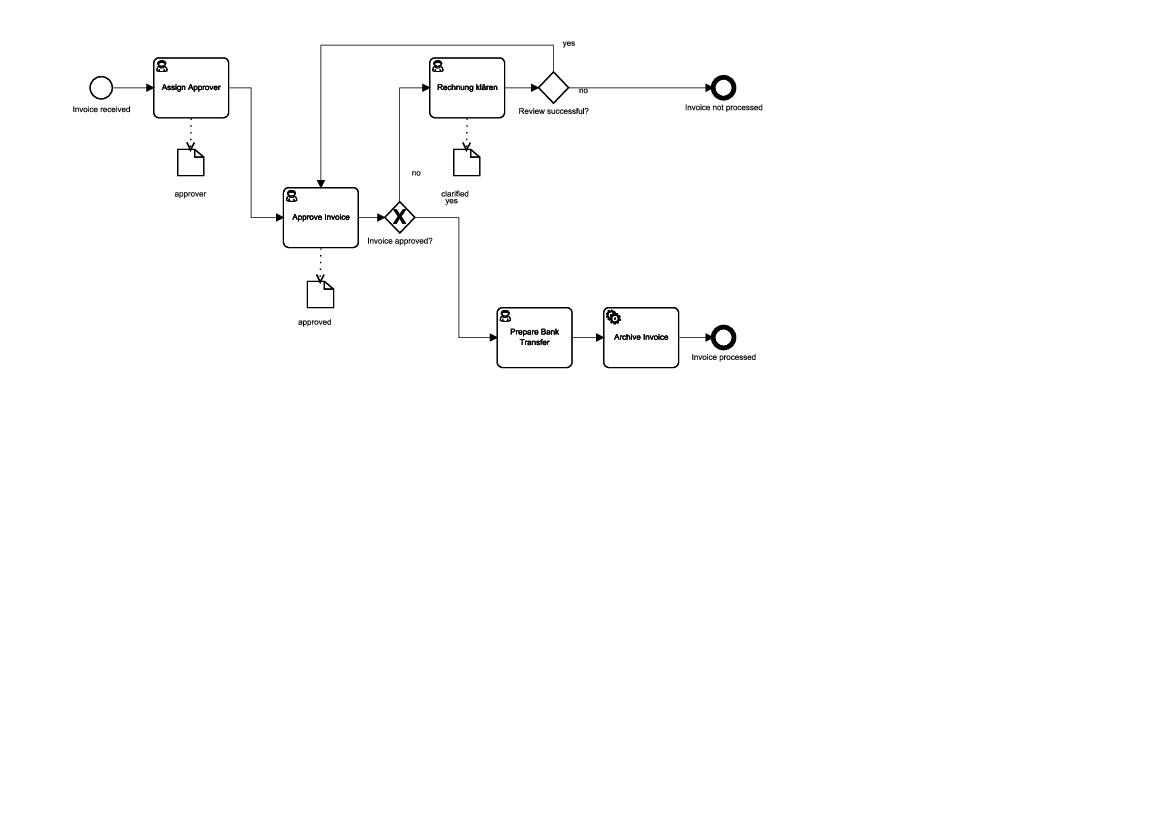 yes
Assign Approver
Rechnung klären
no
Invoice received
Review successful?
Invoice not processed
no
approver
clarified
yes
Approve Invoice
Invoice approved?
approved
Prepare Bank
Transfer
Archive Invoice
Invoice processed